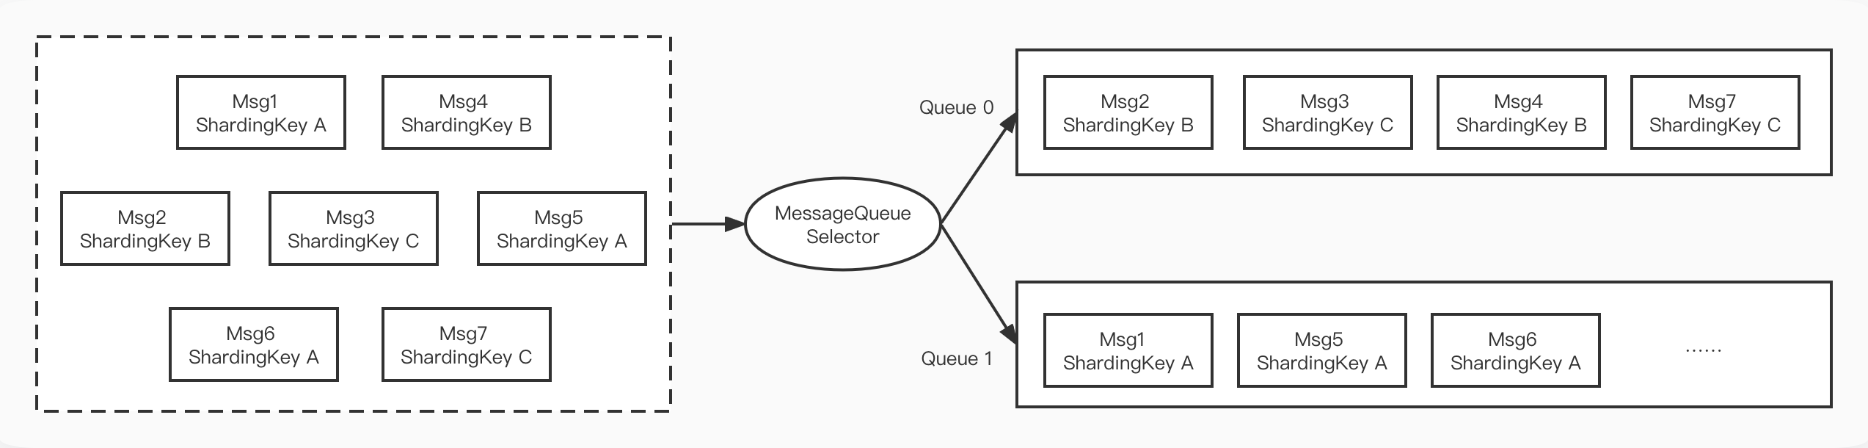 Msg1
ShardingKey A
Msg4
ShardingKey B
Msg2
ShardingKey B
Msg3
ShardingKey C
Msg5
ShardingKey A
Msg6
ShardingKey A
Msg7
ShardingKey C
MessageQueue
Selector
Queue 0
Msg2
ShardingKey B
Msg3
ShardingKey C
Msg4
ShardingKey B
Msg7
ShardingKey C
Queue 1
Msg1
ShardingKey A
Msg5
ShardingKey A
Msg6
ShardingKey A
......